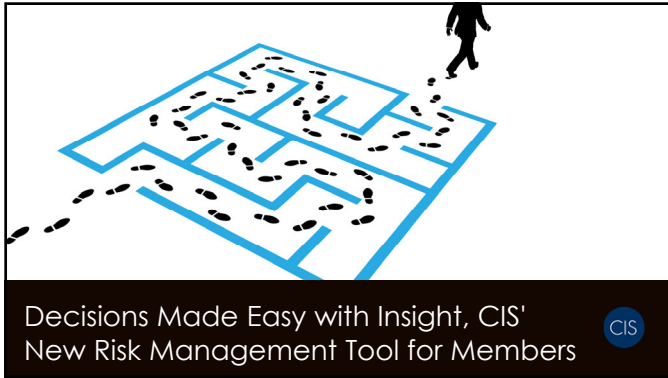 Decisions Made Easy with Insight, CIS'
New Risk Management Tool for Members
CIS